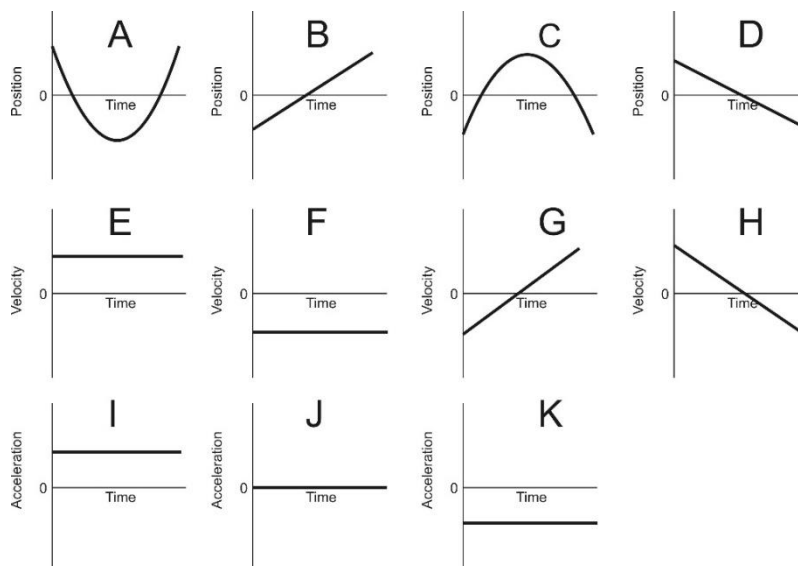 A
Position
0
Time
B
Position
0
Time
C
Position
0
Time
D
Position
0
Time
E
Velocity
0
Time
F
Velocity
0
Time
G
Velocity
0
Time
H
Velocity
0
Time
I
Acceleration
0
Time
J
Acceleration
0
Time
K
Acceleration
0
Time